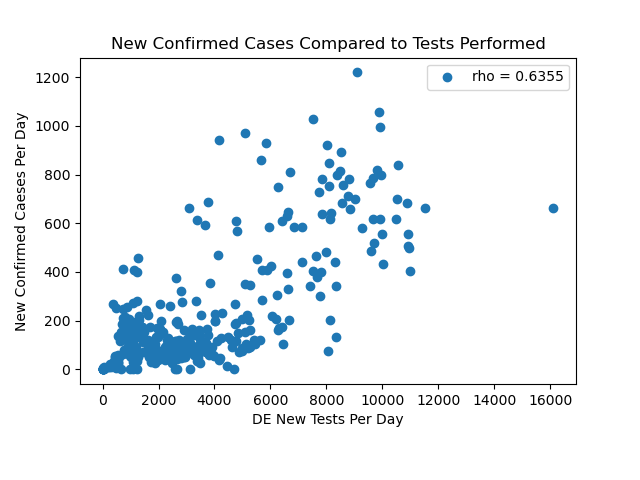 New Confirmed Cases Compared to Tests Performed
rho = 0.6355
New Confirmed Caeses Per Day
1200
1000
800
600
400
200
0
0 2000 4000 6000 8000 10000 12000 14000 16000
DE New Tests Per Day